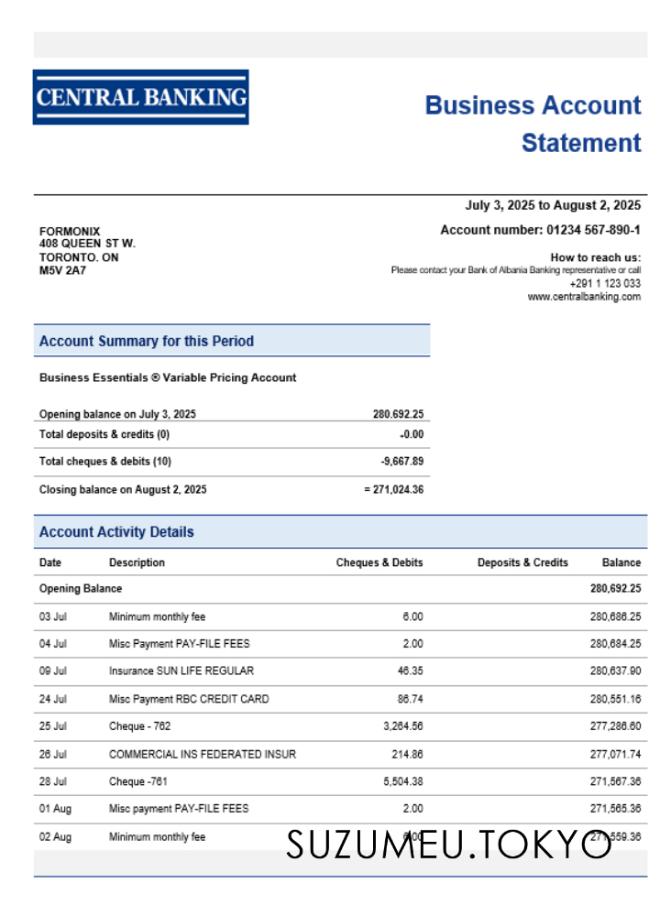 CENTRAL BANKING
Business Account
Statement
July 3, 2025 to August 2, 2025
FORMONIX
408 QUEEN ST W.
TORONTO. ON
M5V 2A7
Account number: 01234 567-890-1
How to reach us:
Please contact your Bank of Albania Banking representative or call
+291 1 123 033
www.centralbanking.com
Account Summary for this Period
Business Essentials ® Variable Pricing Account
Opening balance on July 3, 2025 280.692.25
Total deposits & credits (0) -0.00
Total cheques & debits (10) -9,667.89
Closing balance on August 2, 2025 = 271,024.36
Account Activity Details
Date Description Cheques & Debits Deposits & Credits Balance
Opening Balance 280,692.25
03 Jul Minimum monthly fee 6.00 280,686.25
04 Jul Misc Payment PAY-FILE FEES 2.00 280,684.25
09 Jul Insurance SUN LIFE REGULAR 46.35 280,637.90
24 Jul Misc Payment RBC CREDIT CARD 86.74 280,551.16
25 Jul Cheque - 762 3,264.56 277,286.60
26 Jul COMMERCIAL INS FEDERATED INSUR 214.86 277,071.74
28 Jul Cheque -761 5,504.38 271,567.36
01 Aug Misc payment PAY-FILE FEES 2.00 271,565.36
02 Aug Minimum monthly fee 6.00 271,559.36
SUZUMEU.TOKYO